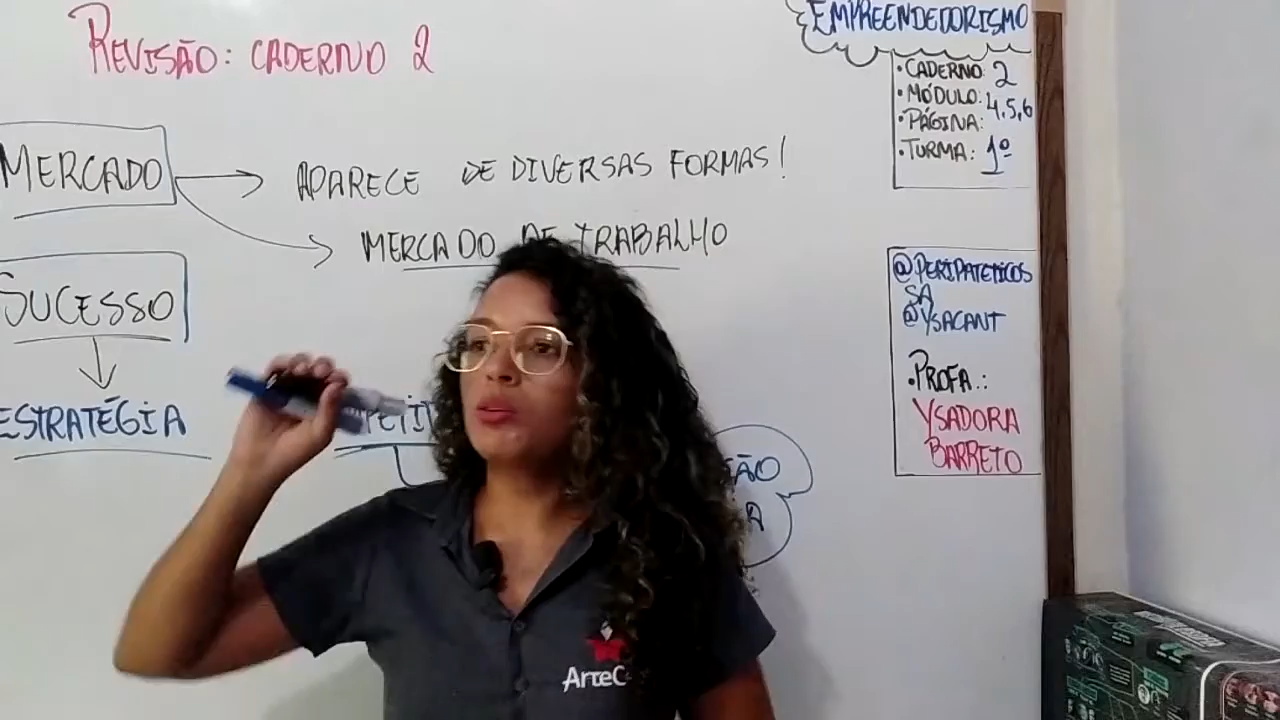 REVISÃO: CADERNO 2
MERCADO
APARECE DE DIVERSAS FORMAS!
MERCADO DE TRABALHO
SUCESSO
ESTRATÉGIA
EMPREENDEDORISMO
•CADERNO: 2
•MÓDULO: 4,5,6
•PÁGINA:
•TURMA: 1º
@PERIPATETICOS
SA
@YSACANT
•PROFA.:
YSADORA
BARRETO